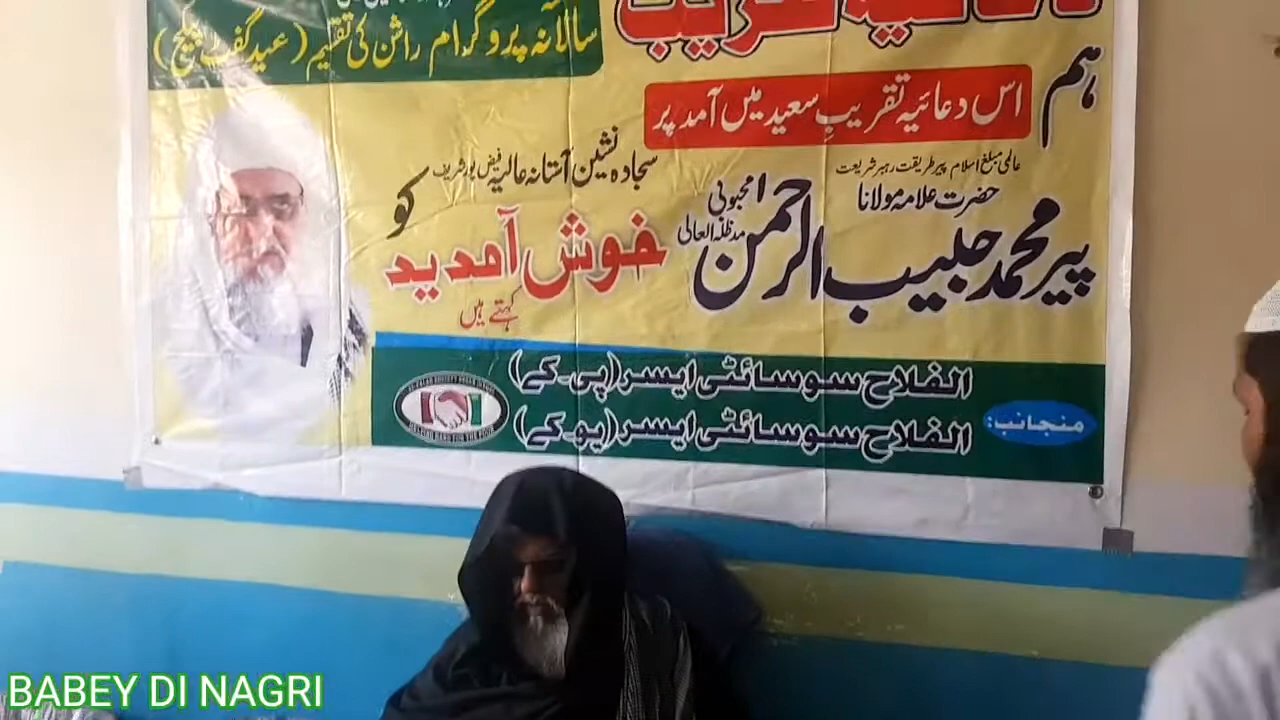 سالانہ پروگرام راشن کی تقسیم (عید گفٹ پیکج)
ہم
اس دعائیہ تقریبِ سعید میں آمد پر
عالمی مبلغ اسلام پیر طریقت رہبر شریعت
حضرت علامہ مولانا
پیر محمد حبیب الرحمن محبوبی
مدظلہ العالی
سجادہ نشین آستانہ عالیہ فیض پور شریف
کو
خوش آمدید
کہتے ہیں
منجانب:
الفلاح سوسائٹی ایسر (پی-کے)
الفلاح سوسائٹی ایسر (یو-کے)
BABEY DI NAGRI